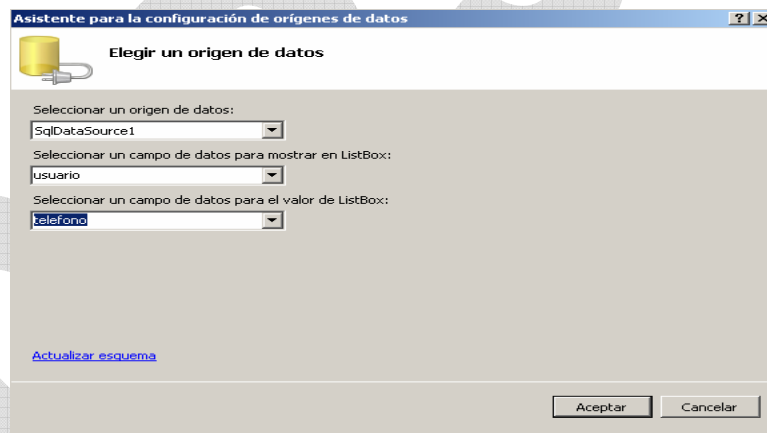 Asistente para la configuración de orígenes de datos
Elegir un origen de datos
Seleccionar un origen de datos:
SqlDataSource1
Seleccionar un campo de datos para mostrar en ListBox:
usuario
Seleccionar un campo de datos para el valor de ListBox:
telefono
Actualizar esquema
Aceptar Cancelar